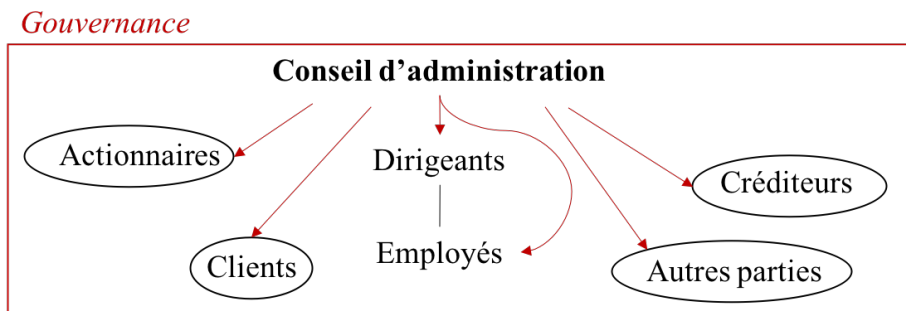 Gouvernance
Conseil d’administration
Actionnaires
Dirigeants
Créditeurs
Clients
Employés
Autres parties